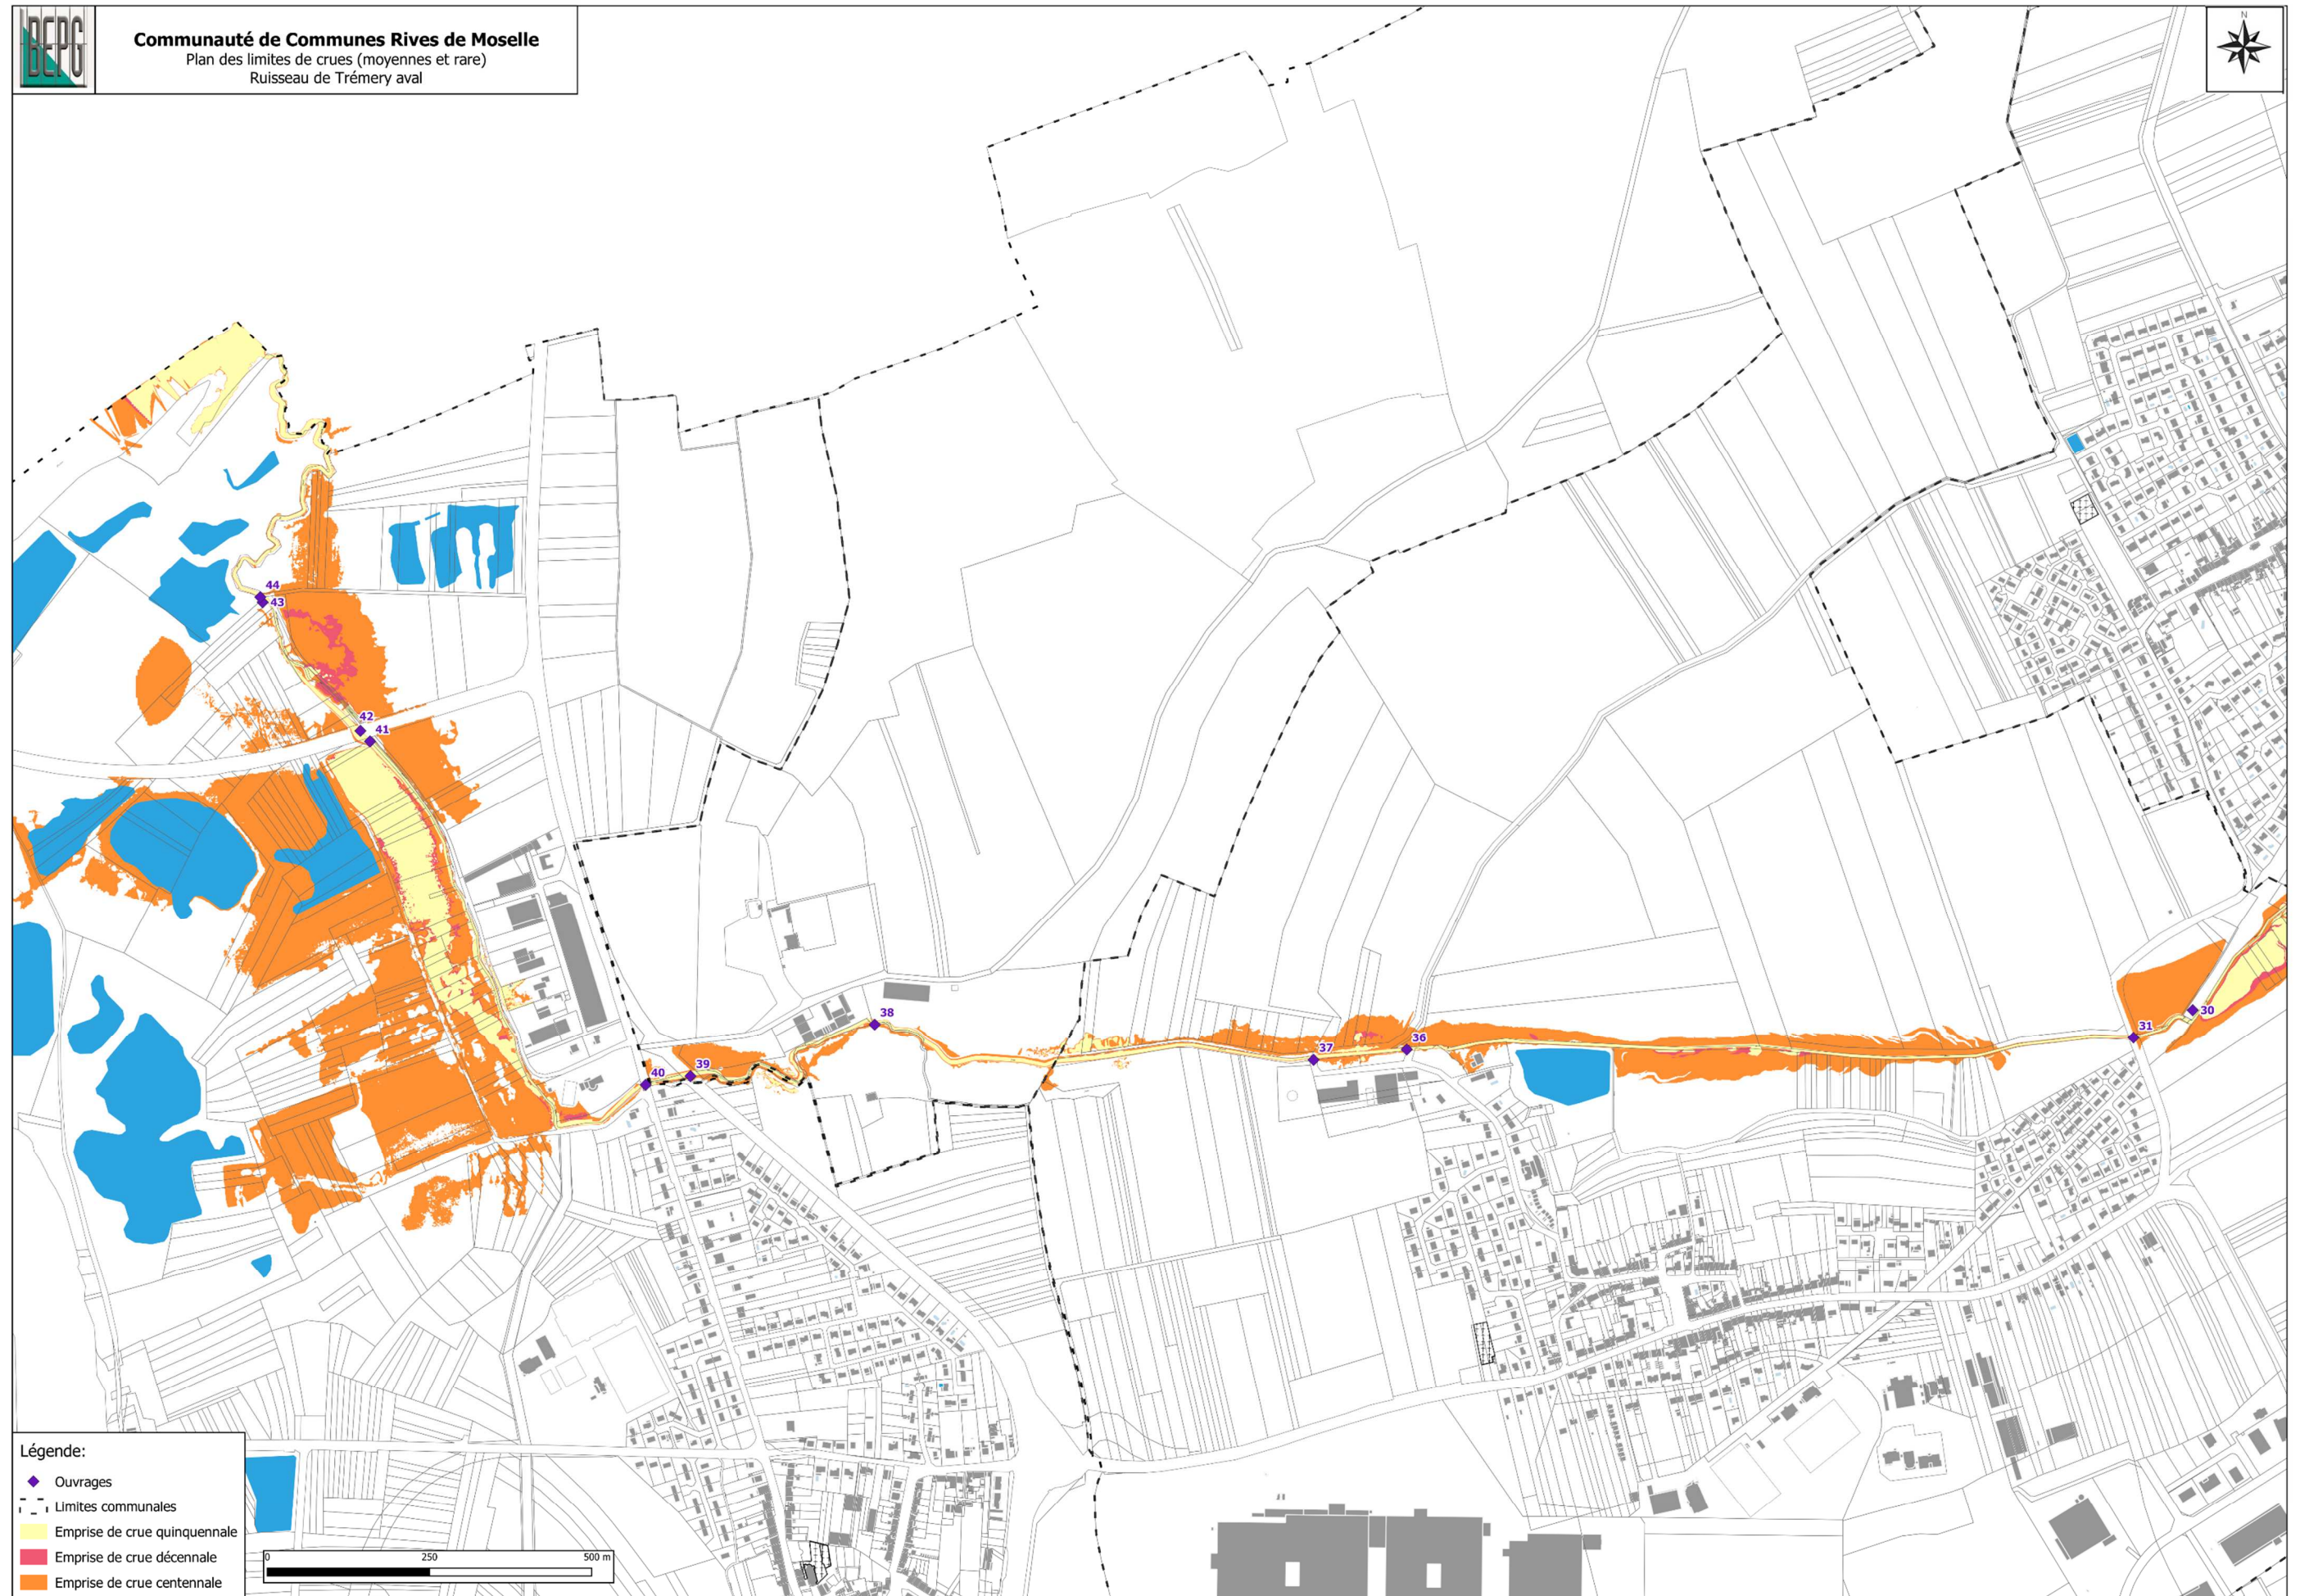 BEPG
Communauté de Communes Rives de Moselle
Plan des limites de crues (moyennes et rare)
Ruisseau de Trémery aval
N
44
43
42
41
30
31
38
36
37
39
40
Légende:
Ouvrages
Limites communales
Emprise de crue quinquennale
Emprise de crue décennale
Emprise de crue centennale
0 250 500 m